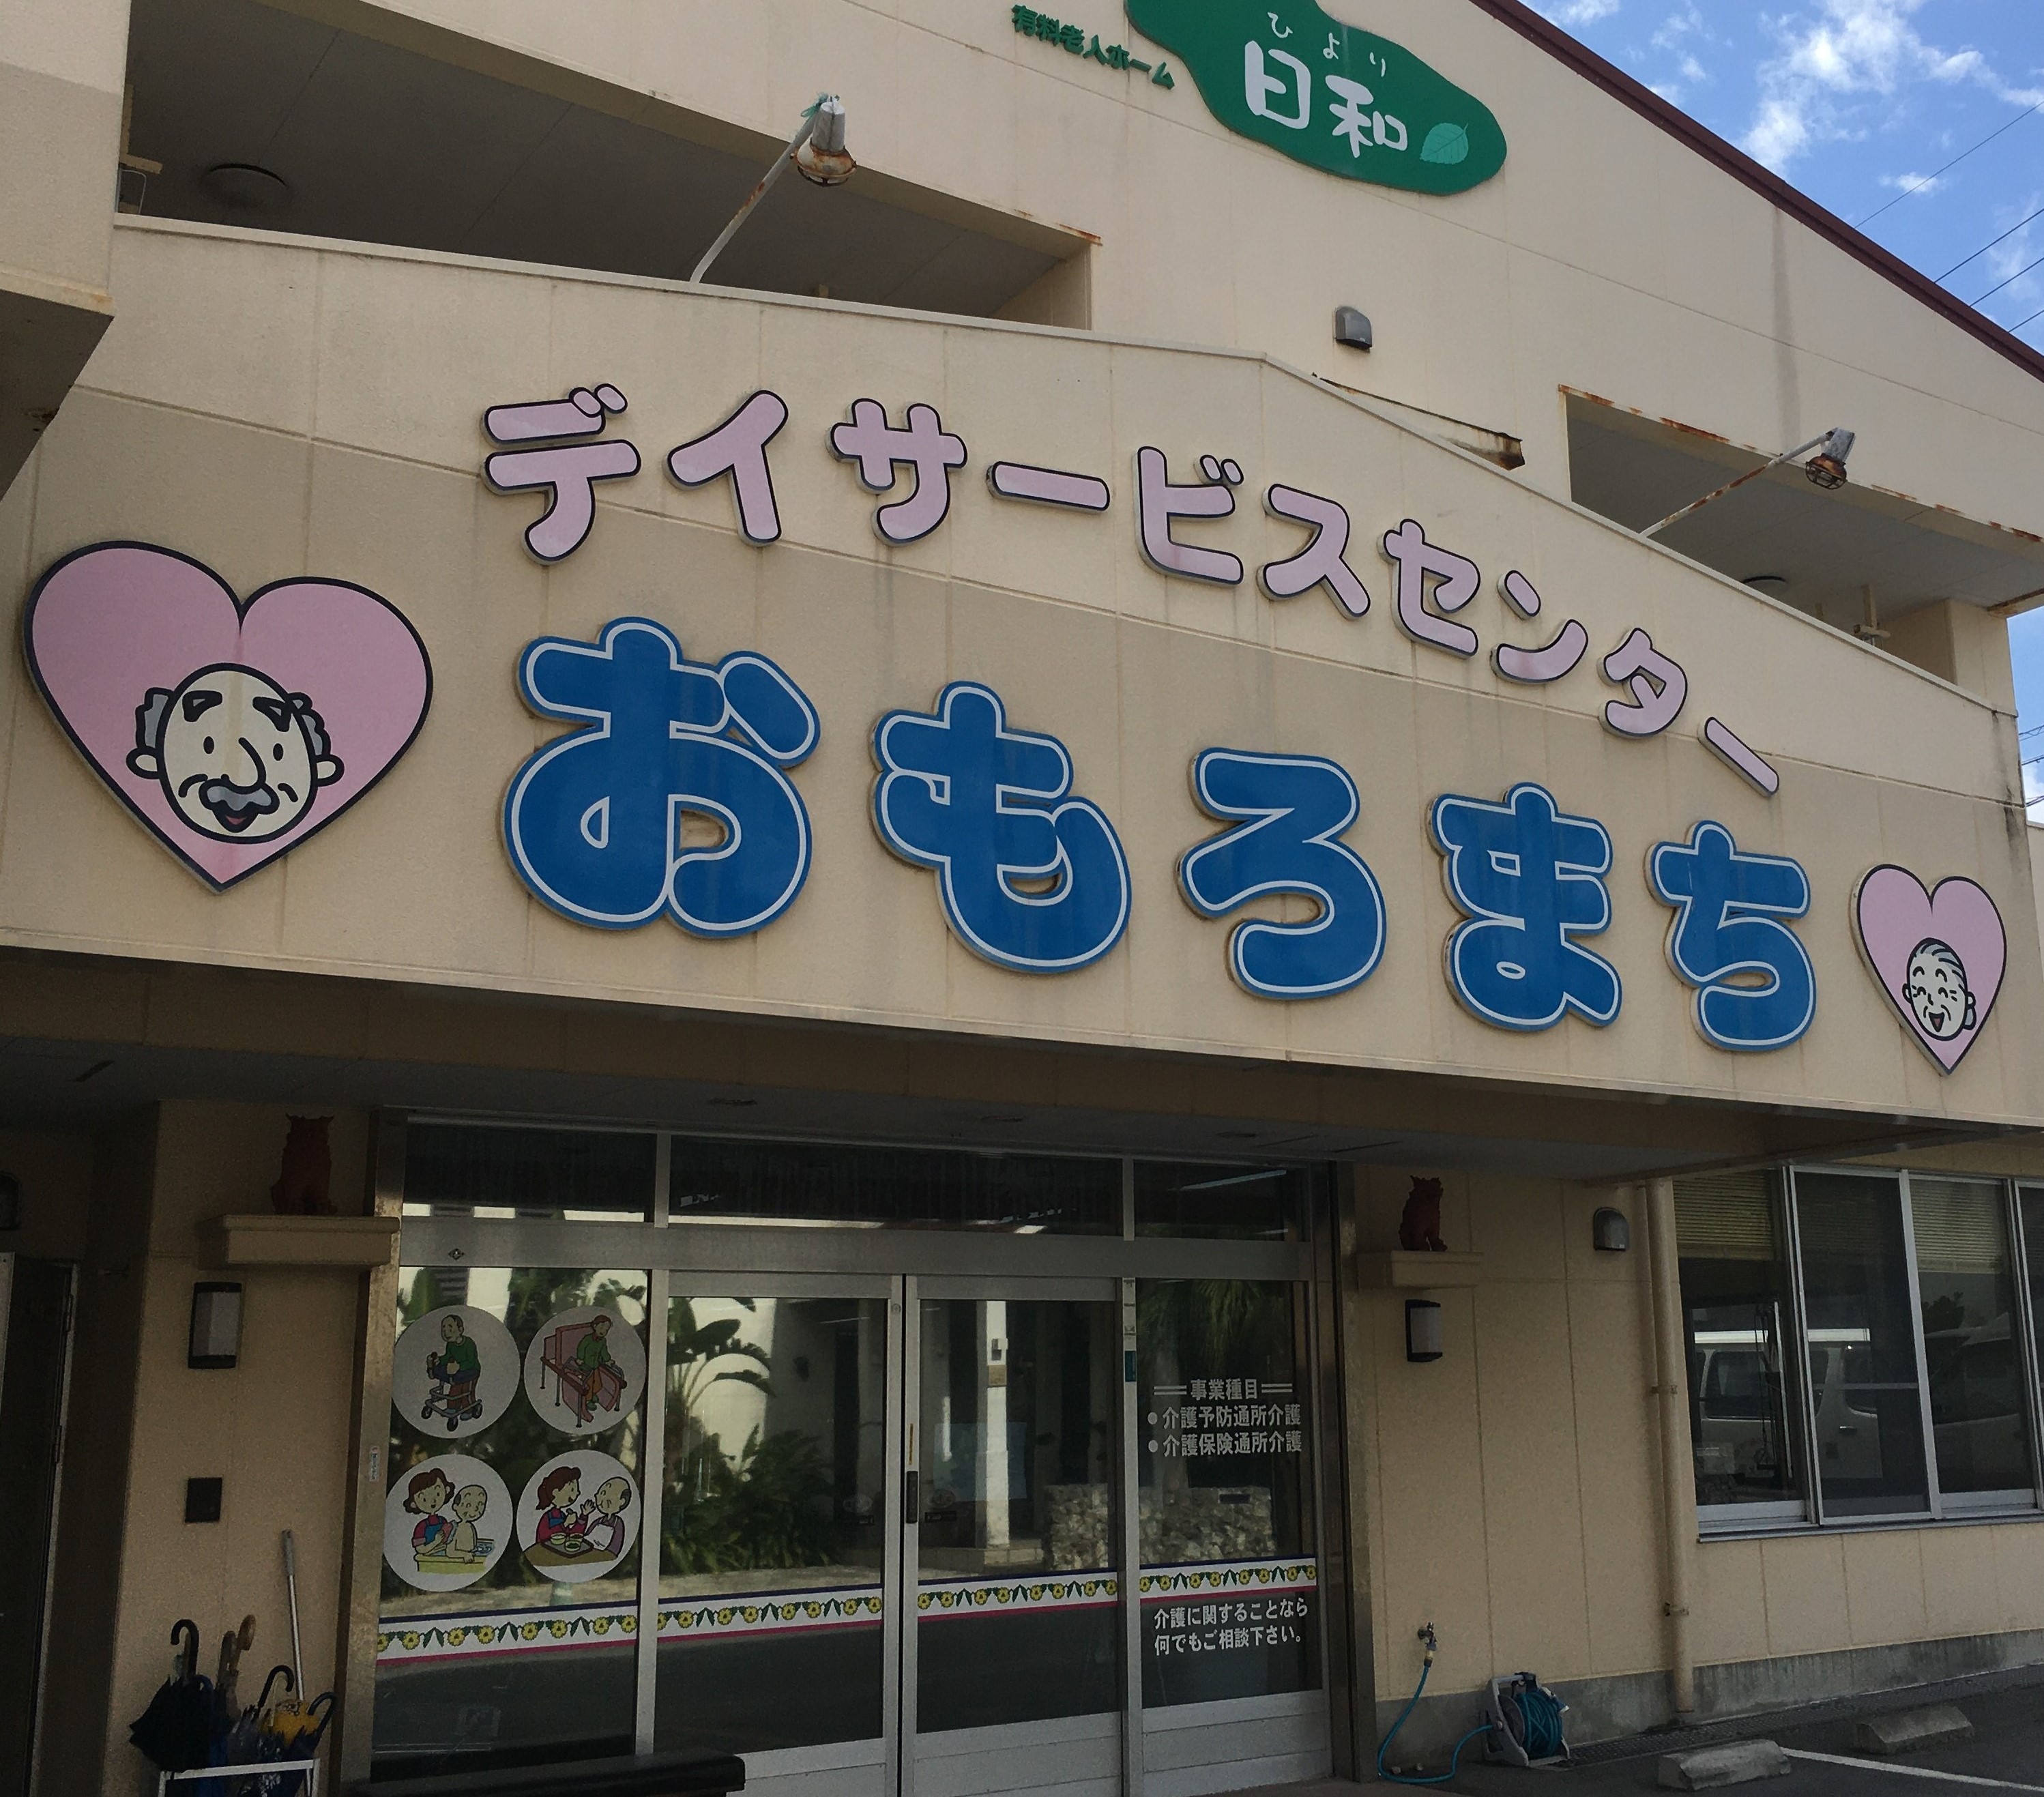 有料老人ホーム
ひより
日和
デイサービスセンター
おもろまち
事業種目
●介護予防通所介護
●介護保険通所介護
介護に関することなら
何でもご相談下さい。